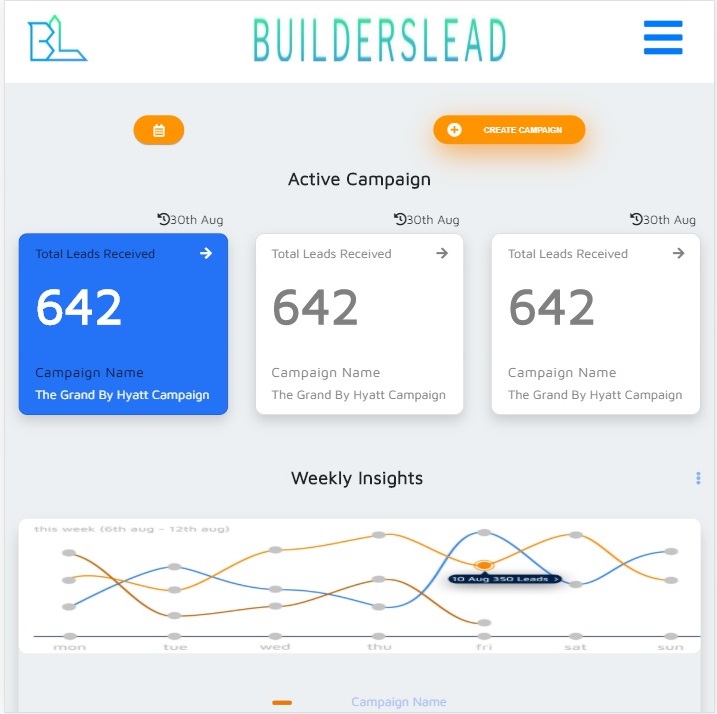 BL
BUILDERSLEAD
CREATE CAMPAIGN
Active Campaign
30th Aug
30th Aug
30th Aug
Total Leads Received
642
Campaign Name
The Grand By Hyatt Campaign
Total Leads Received
642
Campaign Name
The Grand By Hyatt Campaign
Total Leads Received
642
Campaign Name
The Grand By Hyatt Campaign
Weekly Insights
this week (6th aug - 12th aug)
10 Aug 350 Leads >
mon tue wed thu fri sat sun
Campaign Name